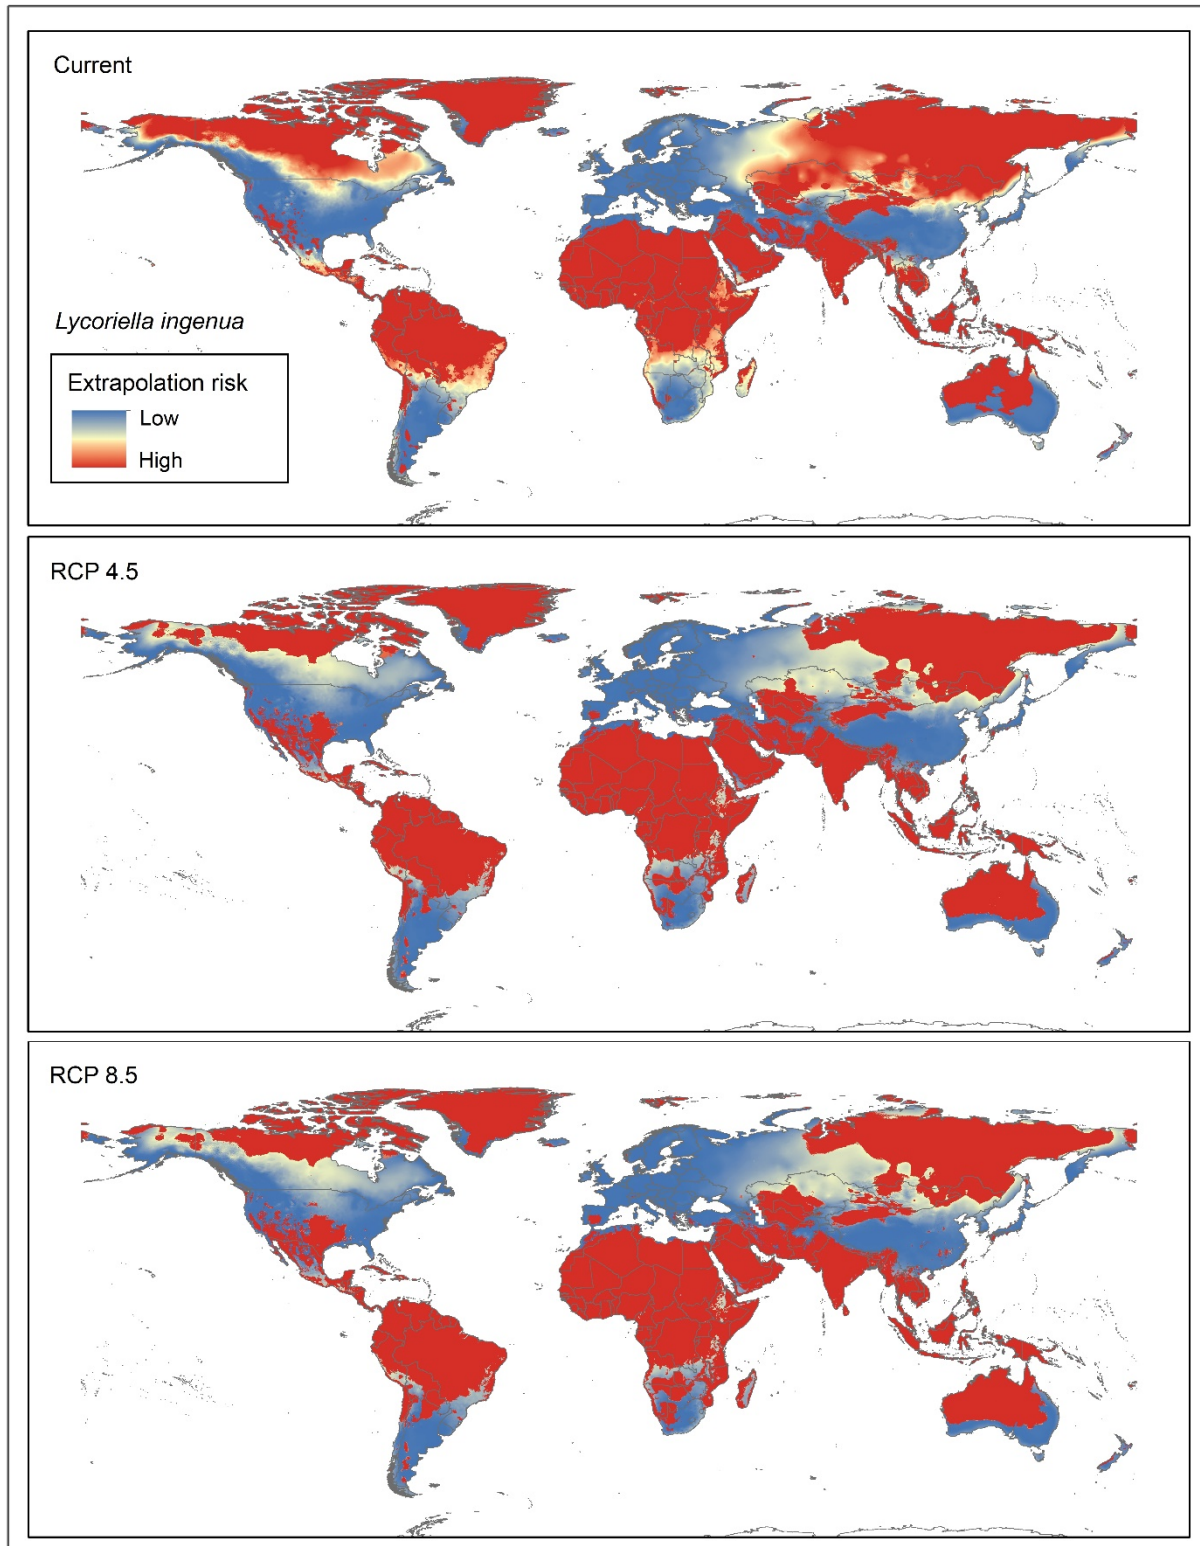 Current
Lycoriella ingenua
Extrapolation risk
Low
High
RCP 4.5
RCP 8.5